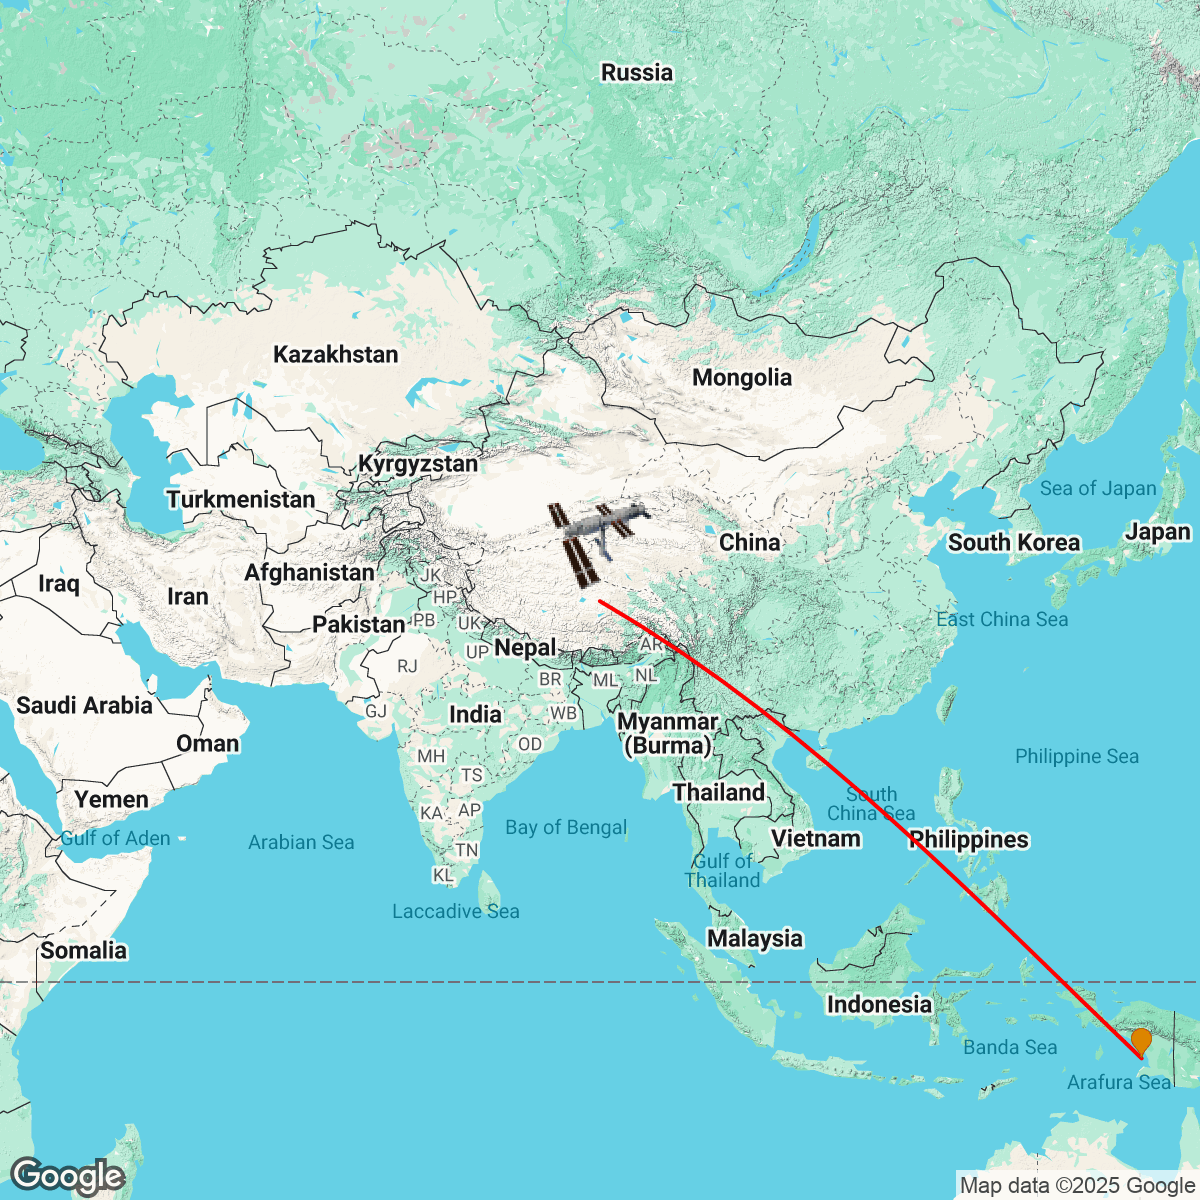 Russia
Kazakhstan
Mongolia
Kyrgyzstan
Sea of Japan
Turkmenistan
Japan
China
South Korea
Afghanistan
JK
Iraq
Iran
HP
Pakistan
PB
UK
East China Sea
Nepal
AR
UP
RJ
BR
ML
NL
Saudi Arabia
GJ
India
WB
Myanmar
(Burma)
Oman
OD
MH
Philippine Sea
TS
Thailand
South
China Sea
Yemen
KA
AP
Bay of Bengal
Gulf of Aden
Arabian Sea
Vietnam
Philippines
TN
Gulf of
Thailand
KL
Laccadive Sea
Malaysia
Somalia
Indonesia
Banda Sea
Arafura Sea
Google
Map data ©2025 Google